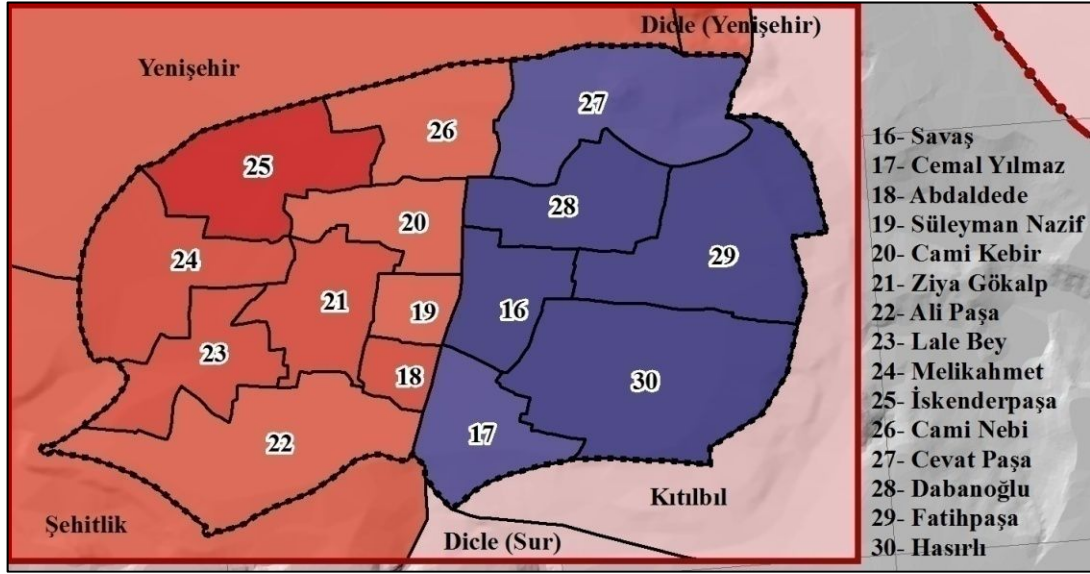 Dicle (Yenişehir)
Yenişehir
27
26
25
28
20
29
24
21
19
16
23
18
30
17
22
Kıtılbıl
Şehitlik
Dicle (Sur)
16- Savaş
17- Cemal Yılmaz
18- Abdaldede
19- Süleyman Nazif
20- Cami Kebir
21- Ziya Gökalp
22- Ali Paşa
23- Lale Bey
24- Melikahmet
25- İskenderpaşa
26- Cami Nebi
27- Cevat Paşa
28- Dabanoğlu
29- Fatihpaşa
30- Hasırlı